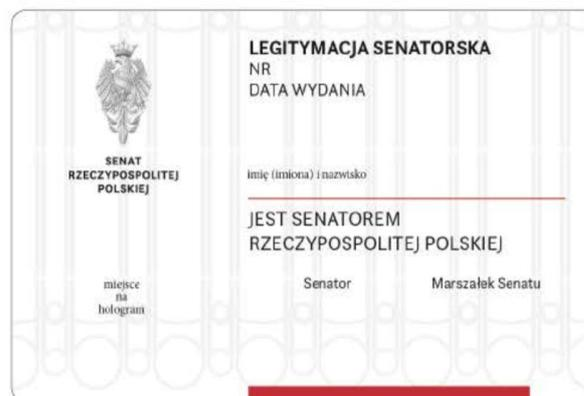 SENAT
RZECZYPOSPOLITEJ
POLSKIEJ
miejsce
na
hologram
LEGITYMACJA SENATORSKA
NR
DATA WYDANIA
imię (imiona) i nazwisko
JEST SENATOREM
RZECZYPOSPOLITEJ POLSKIEJ
Senator Marszałek Senatu